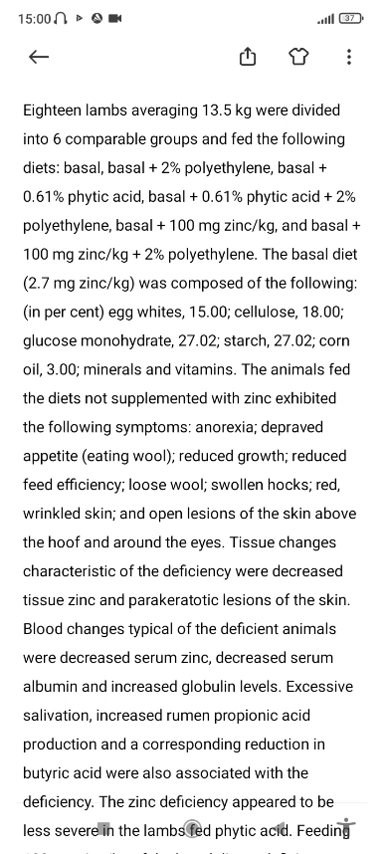 15:00
37
Eighteen lambs averaging 13.5 kg were divided
into 6 comparable groups and fed the following
diets: basal, basal + 2% polyethylene, basal +
0.61% phytic acid, basal + 0.61% phytic acid + 2%
polyethylene, basal + 100 mg zinc/kg, and basal +
100 mg zinc/kg + 2% polyethylene. The basal diet
(2.7 mg zinc/kg) was composed of the following:
(in per cent) egg whites, 15.00; cellulose, 18.00;
glucose monohydrate, 27.02; starch, 27.02; corn
oil, 3.00; minerals and vitamins. The animals fed
the diets not supplemented with zinc exhibited
the following symptoms: anorexia; depraved
appetite (eating wool); reduced growth; reduced
feed efficiency; loose wool; swollen hocks; red,
wrinkled skin; and open lesions of the skin above
the hoof and around the eyes. Tissue changes
characteristic of the deficiency were decreased
tissue zinc and parakeratotic lesions of the skin.
Blood changes typical of the deficient animals
were decreased serum zinc, decreased serum
albumin and increased globulin levels. Excessive
salivation, increased rumen propionic acid
production and a corresponding reduction in
butyric acid were also associated with the
deficiency. The zinc deficiency appeared to be
less severe in the lambs fed phytic acid. Feeding